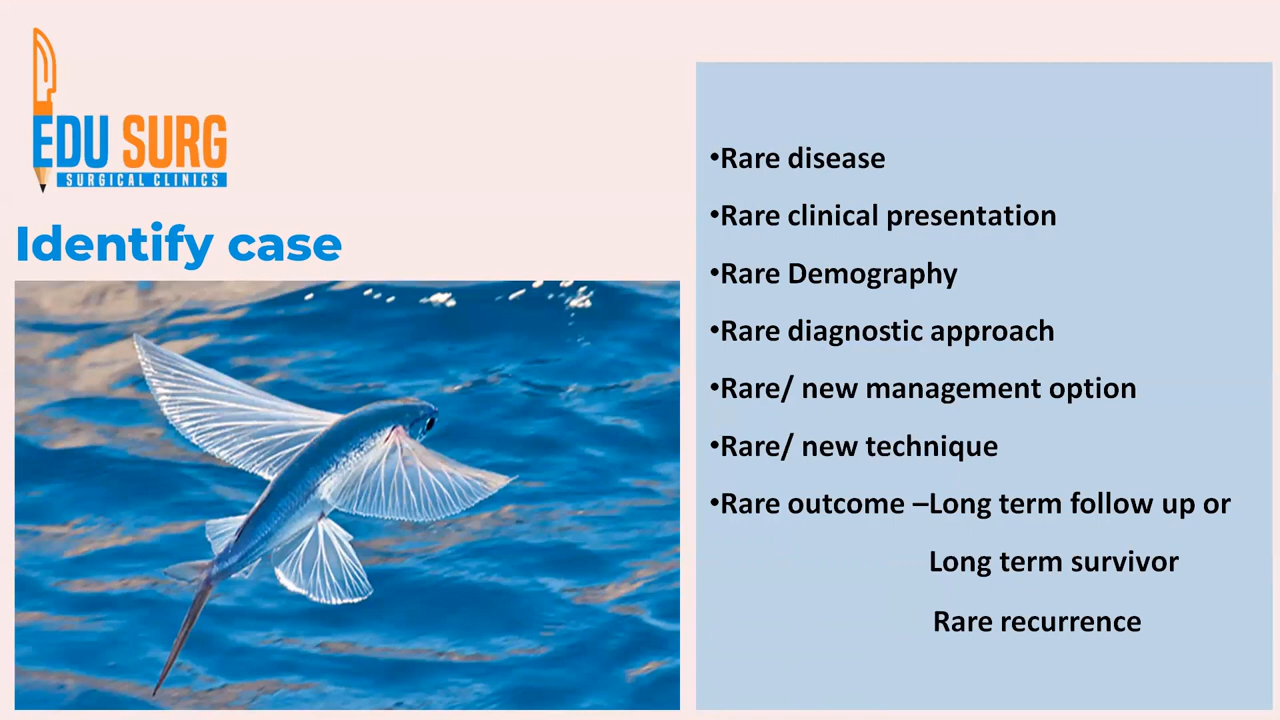 EDU SURG
SURGICAL CLINICS
Identify case
•Rare disease
•Rare clinical presentation
•Rare Demography
•Rare diagnostic approach
•Rare/ new management option
•Rare/ new technique
•Rare outcome –Long term follow up or
Long term survivor
Rare recurrence